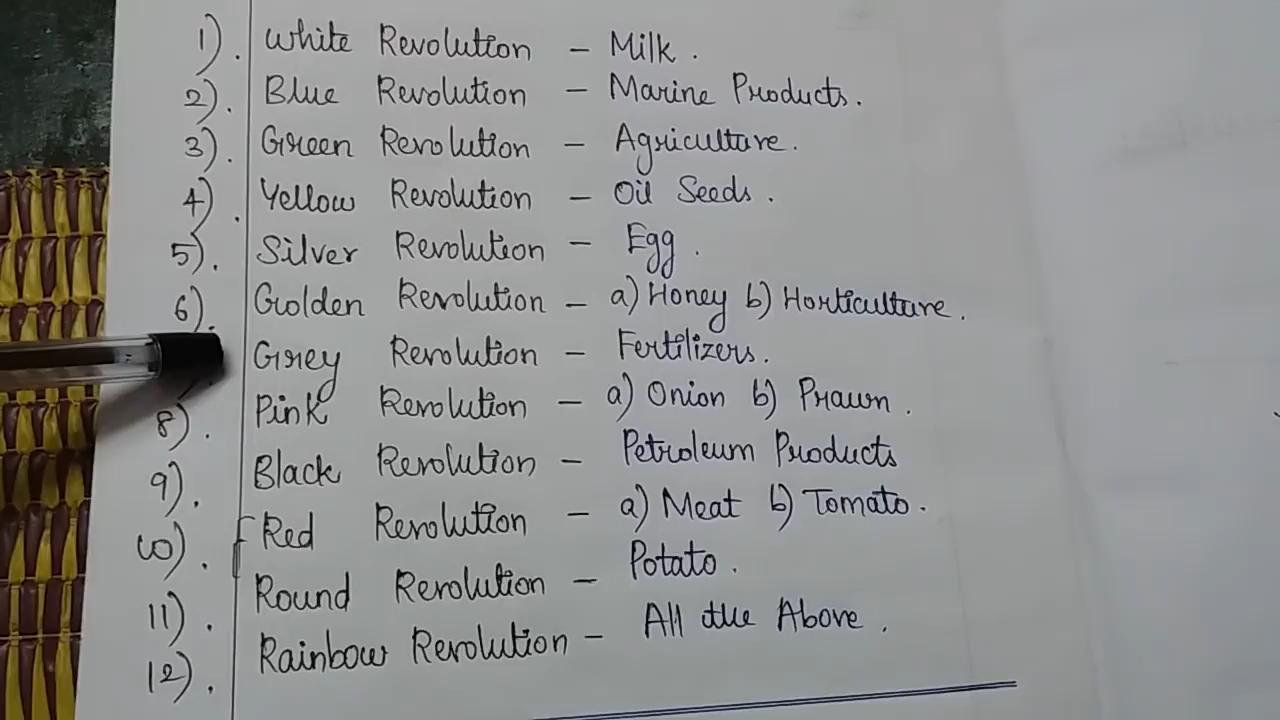 1). White Revolution - Milk.
2). Blue Revolution - Marine Products.
3). Green Revolution - Agriculture.
4). Yellow Revolution - Oil Seeds.
5). Silver Revolution - Egg.
6). Golden Revolution - a) Honey b) Horticulture.
Grey Revolution - Fertilizers.
8). Pink Revolution - a) Onion b) Prawn.
9). Black Revolution - Petroleum Products
10). Red Revolution - a) Meat b) Tomato.
11). Round Revolution - Potato.
12). Rainbow Revolution - All the Above.